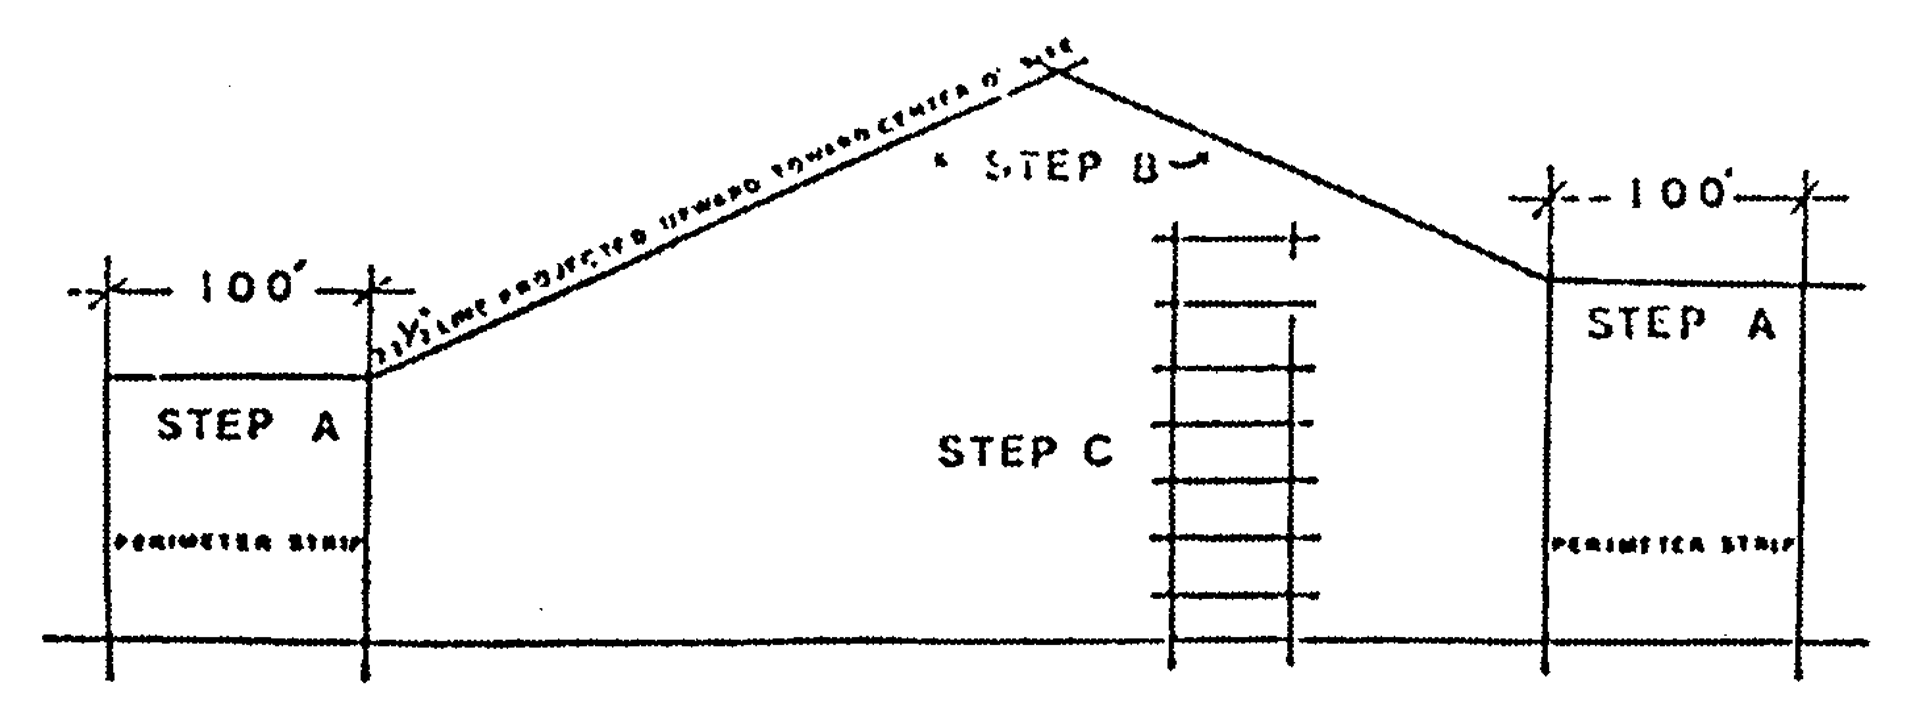 22 1/2° LINE PROJECTED UPWARD TOWARD CENTER OF SITE
STEP B
100'
100'
STEP A
STEP A
STEP C
PERIMETER STRIP
PERIMETER STRIP